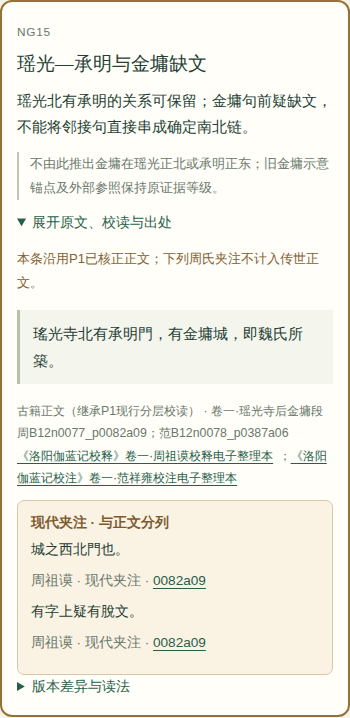 NG15
瑶光—承明与金墉缺文
瑶光北有承明的关系可保留；金墉句前疑缺文，
不能将邻接句直接串成确定南北链。
不由此推出金墉在瑶光正北或承明正东；旧金墉示意
锚点及外部参照保持原证据等级。
▼ 展开原文、校读与出处
本条沿用P1已核正正文；下列周氏夹注不计入传世正
文。
瑤光寺北有承明門，有金墉城，即魏氏所
築。
古籍正文（继承P1现行分层校读） · 卷一·瑶光寺后金墉段
周B12n0077_p0082a09；范B12n0078_p0387a06
《洛阳伽蓝记校释》卷一·周祖谟校释电子整理本 ；《洛阳
伽蓝记校注》卷一·范祥雍校注电子整理本
现代夹注 · 与正文分列
城之西北門也。
周祖谟 · 现代夹注 · 0082a09
有字上疑有脫文。
周祖谟 · 现代夹注 · 0082a09
▶ 版本差异与读法